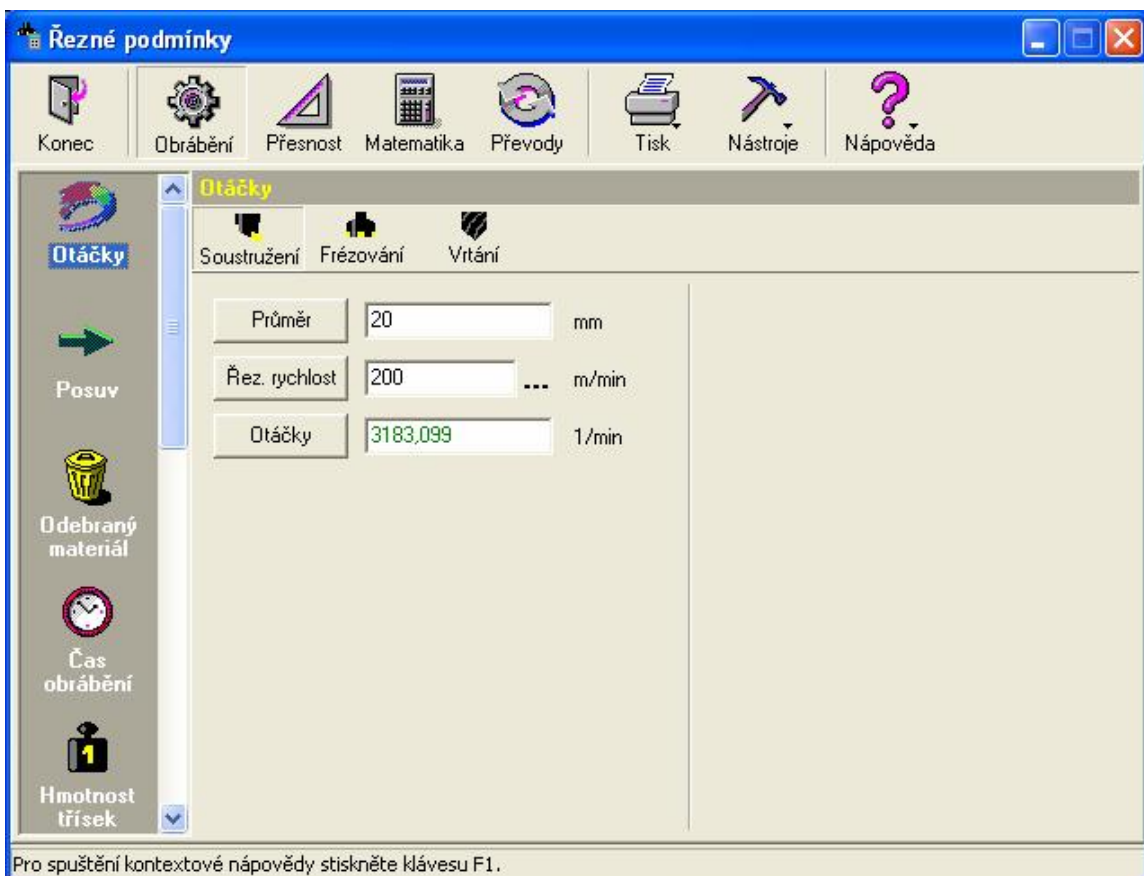 Řezné podmínky
Konec Obrábění Přesnost Matematika Převody Tisk Nástroje Nápověda
Otáčky
Posuv
Odebraný
materiál
Čas
obrábění
1
Hmotnost
třísek
Otáčky
Soustružení Frézování Vrtání
Průměr 20 mm
Řez. rychlost 200 ... m/min
Otáčky 3183,099 1/min
Pro spuštění kontextové nápovědy stiskněte klávesu F1.